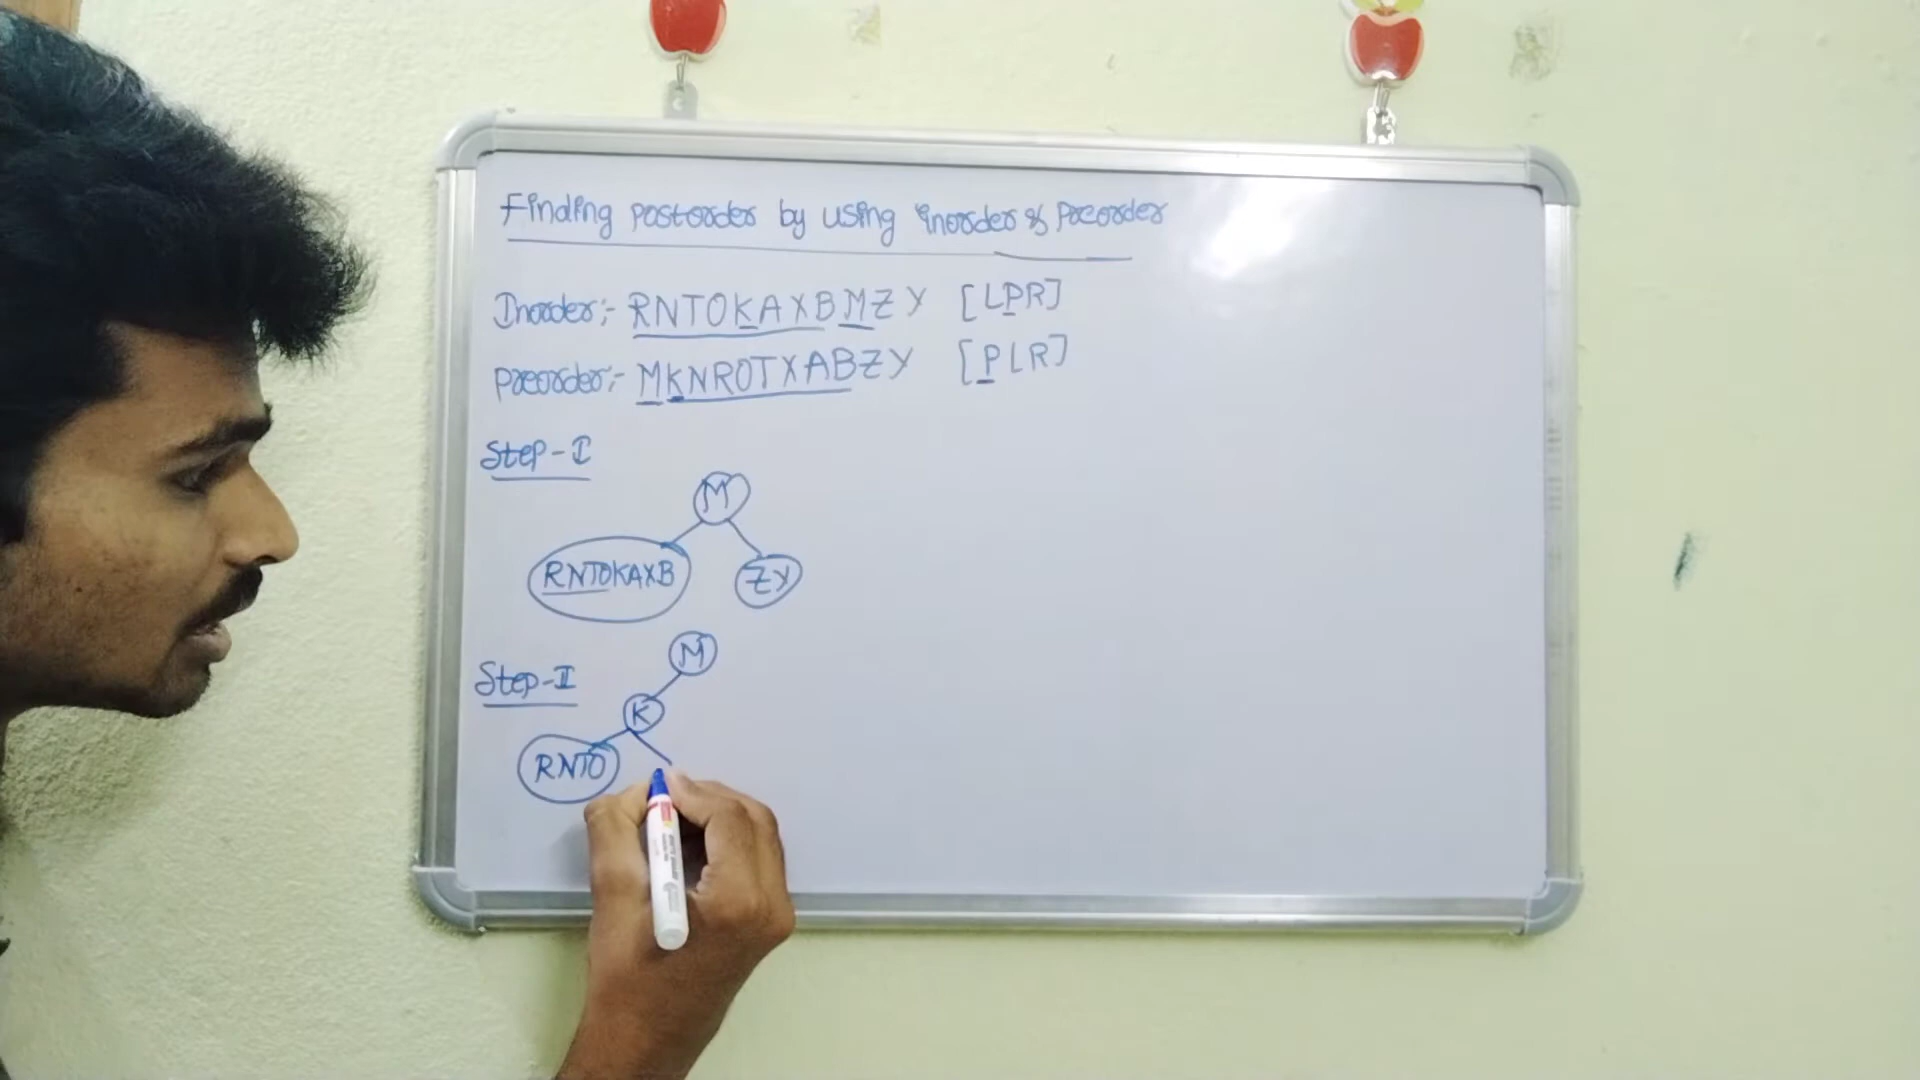 Finding postorder by using inorder & preorder
Inorder:- RNTOKAXBMZY [LPR]
preorder:- MKNROTXABZY [PLR]
Step-I
M
RNTOKAXB ZY
Step-II
M
K
RNTO